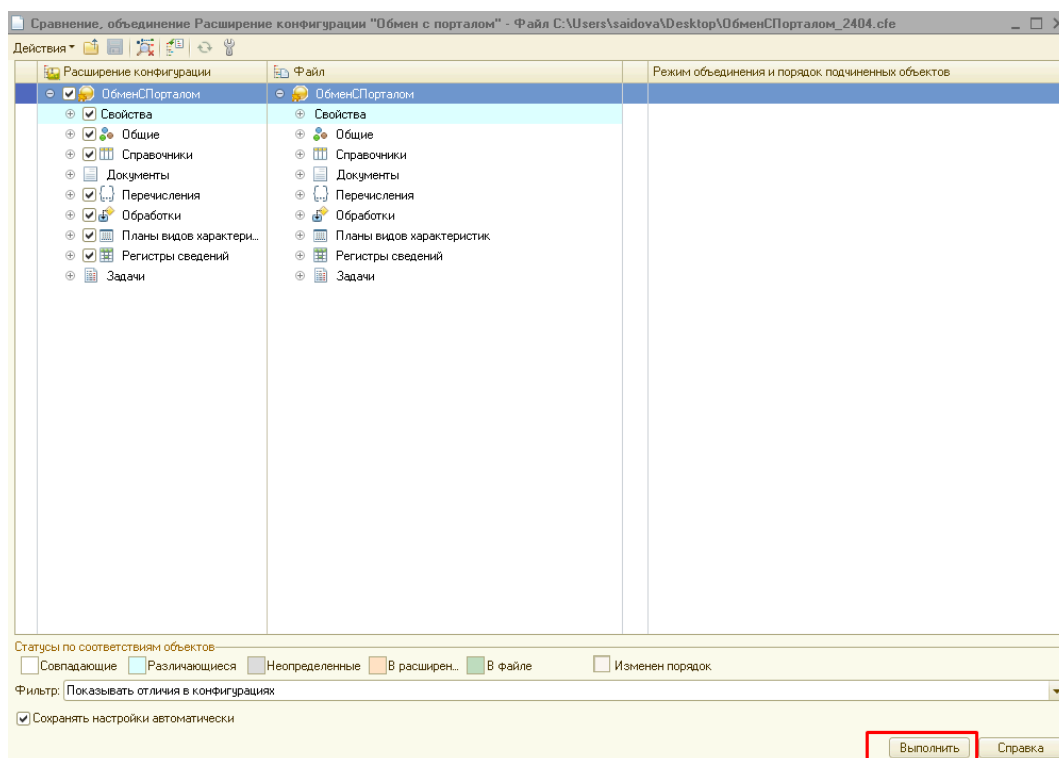 Сравнение, объединение Расширение конфигурации "Обмен с порталом" - Файл C:\Users\saidova\Desktop\ОбменСПорталом_2404.cfe
Действия
Расширение конфигурации Файл Режим объединения и порядок подчиненных объектов
ОбменСПорталом ОбменСПорталом
Свойства Свойства
Общие Общие
Справочники Справочники
Документы Документы
Перечисления Перечисления
Обработки Обработки
Планы видов характери... Планы видов характеристик
Регистры сведений Регистры сведений
Задачи Задачи
Статусы по соответствиям объектов
Совпадающие Различающиеся Неопределенные В расширен... В файле Изменен порядок
Фильтр: Показывать отличия в конфигурациях
Сохранять настройки автоматически
Выполнить Справка